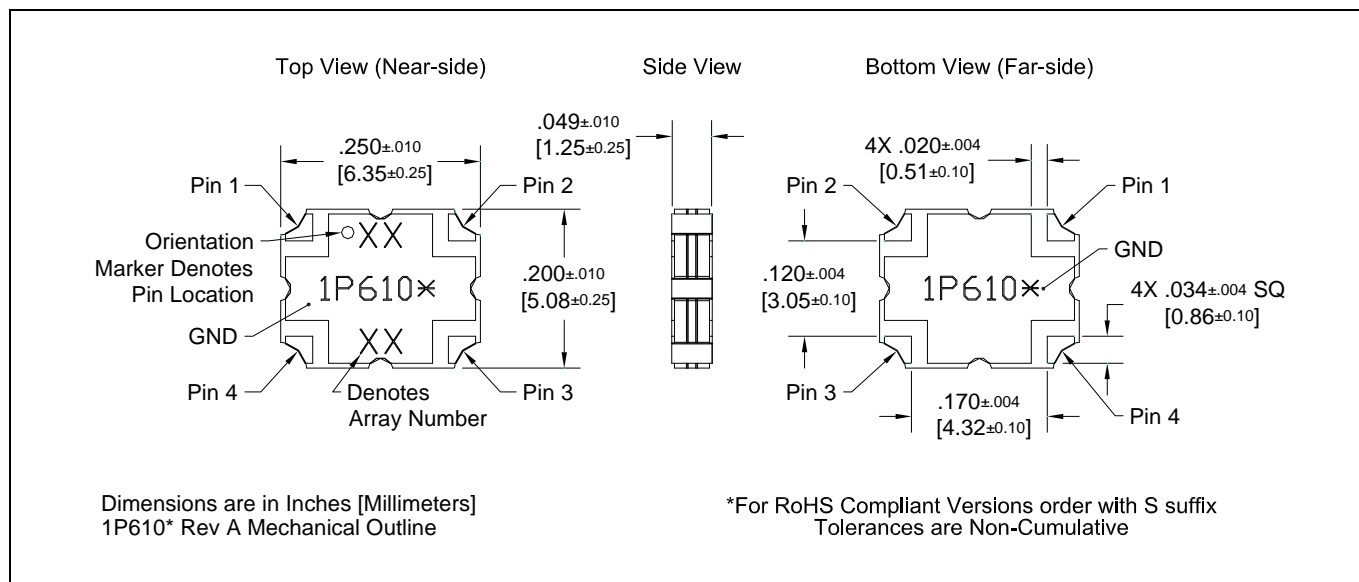 Top View (Near-side)
Side View
Bottom View (Far-side)
.250±.010
[6.35±0.25]
.049±.010
[1.25±0.25]
4X .020±.004
[0.51±0.10]
Pin 1
Pin 2
Pin 2
Pin 1
Orientation
Marker Denotes
Pin Location
XX
1P610*
GND
XX
.200±.010
[5.08±0.25]
.120±.004
[3.05±0.10]
1P610*
GND
4X .034±.004 SQ
[0.86±0.10]
Pin 4
Denotes
Array Number
Pin 3
Pin 3
.170±.004
[4.32±0.10]
Pin 4
Dimensions are in Inches [Millimeters]
1P610* Rev A Mechanical Outline
*For RoHS Compliant Versions order with S suffix
Tolerances are Non-Cumulative